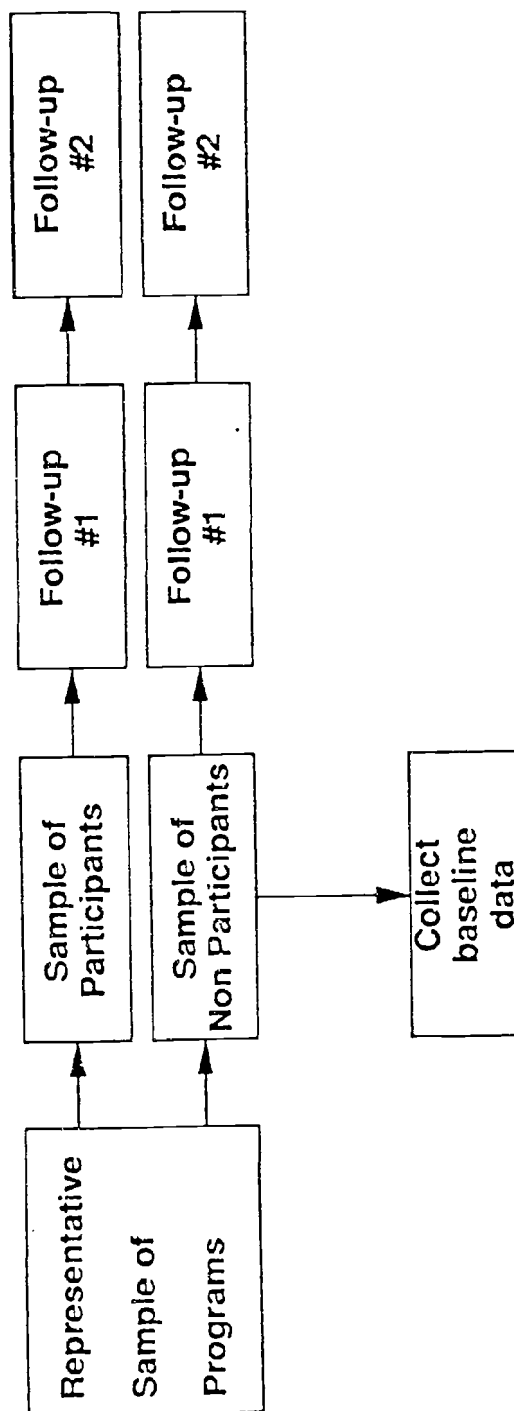 Representative
Sample of
Programs
Sample of
Participants
Follow-up
#1
Follow-up
#2
Sample of
Non Participants
Follow-up
#1
Follow-up
#2
Collect
baseline
data